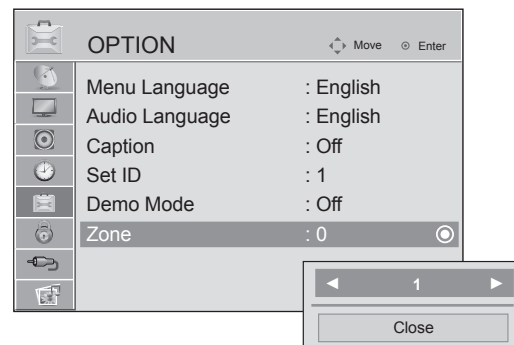 OPTION Move Enter
Menu Language : English
Audio Language : English
Caption : Off
Set ID : 1
Demo Mode : Off
Zone : 0
◄ 1 ►
Close